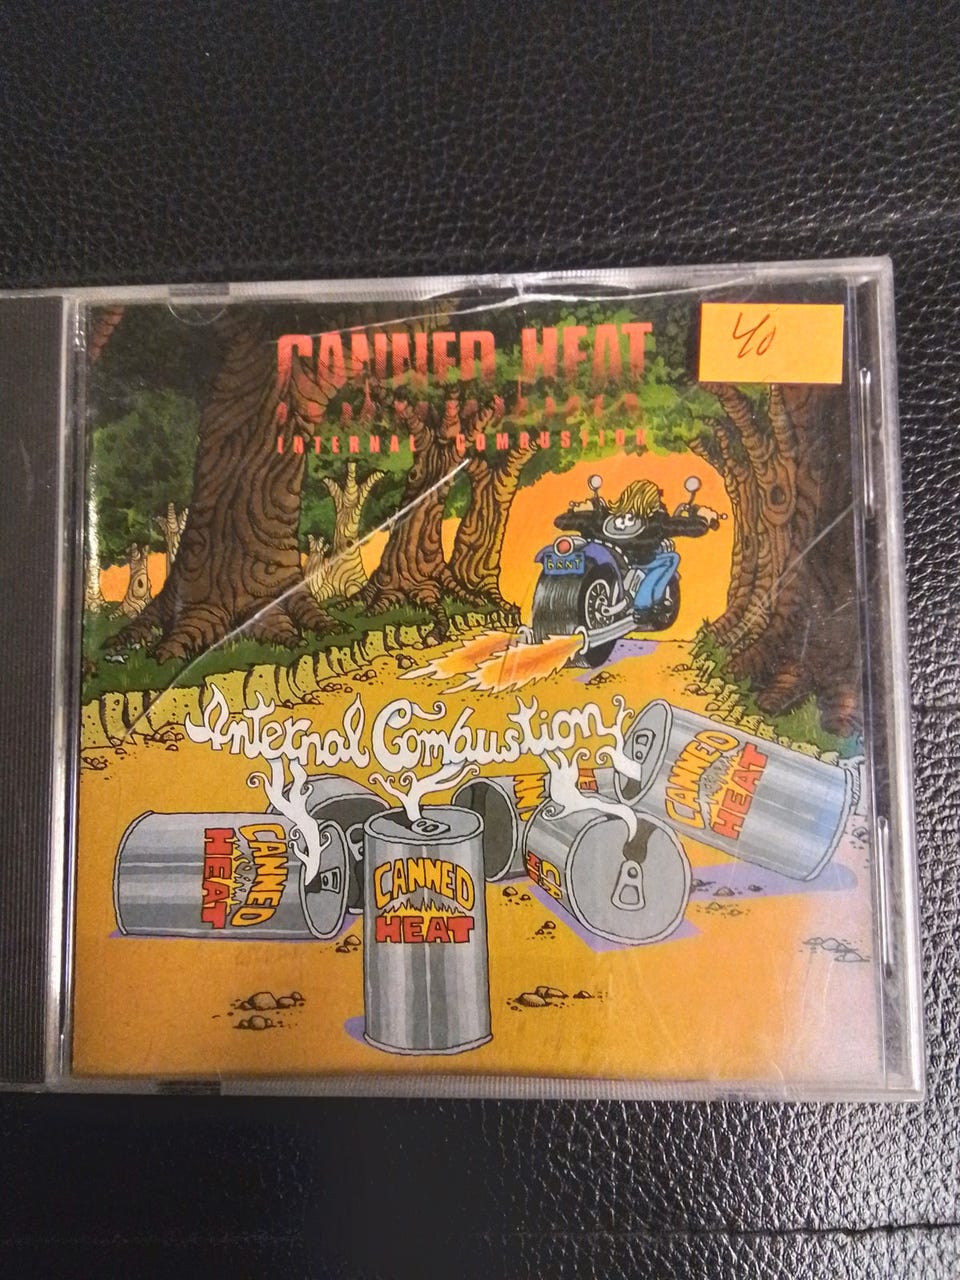 40
CANNED HEAT
INTERNAL COMBUSTION
Internal Combustion
CANNED
HEAT
CANNED
HEAT
CANNED
HEAT